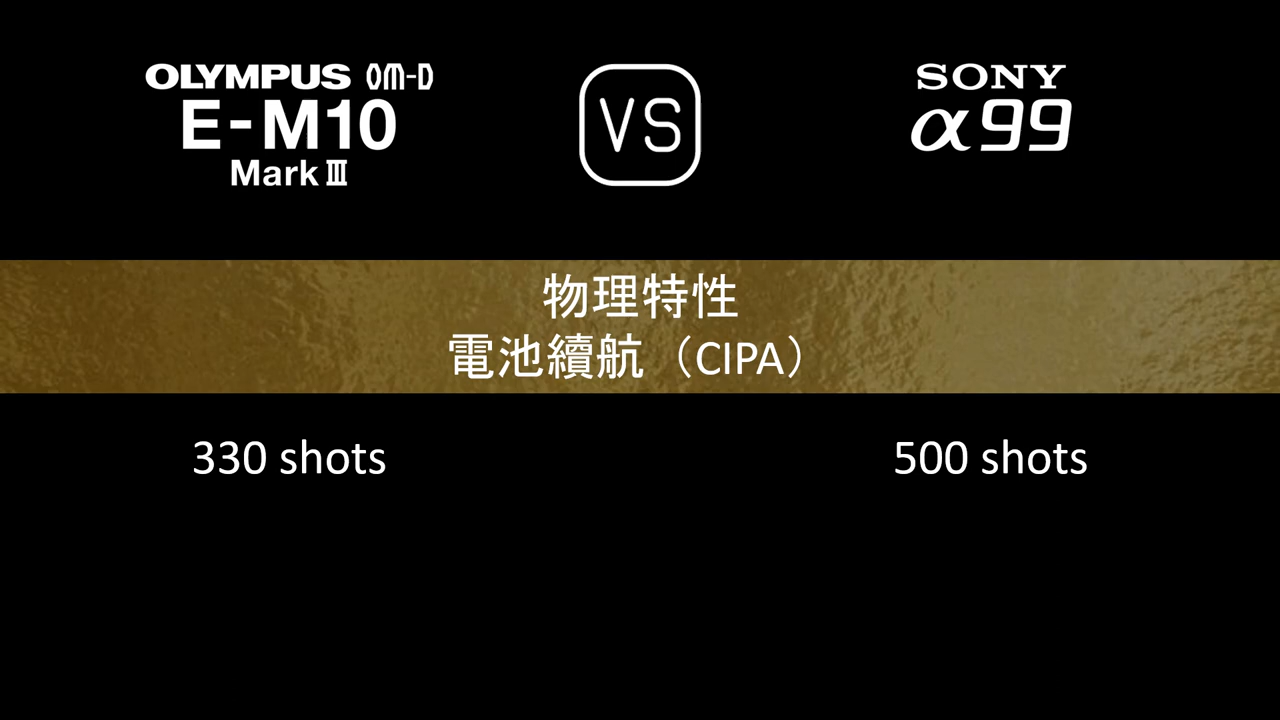 OLYMPUS OM-D
E-M10
Mark III
VS
SONY
α99
物理特性
電池續航（CIPA）
330 shots
500 shots